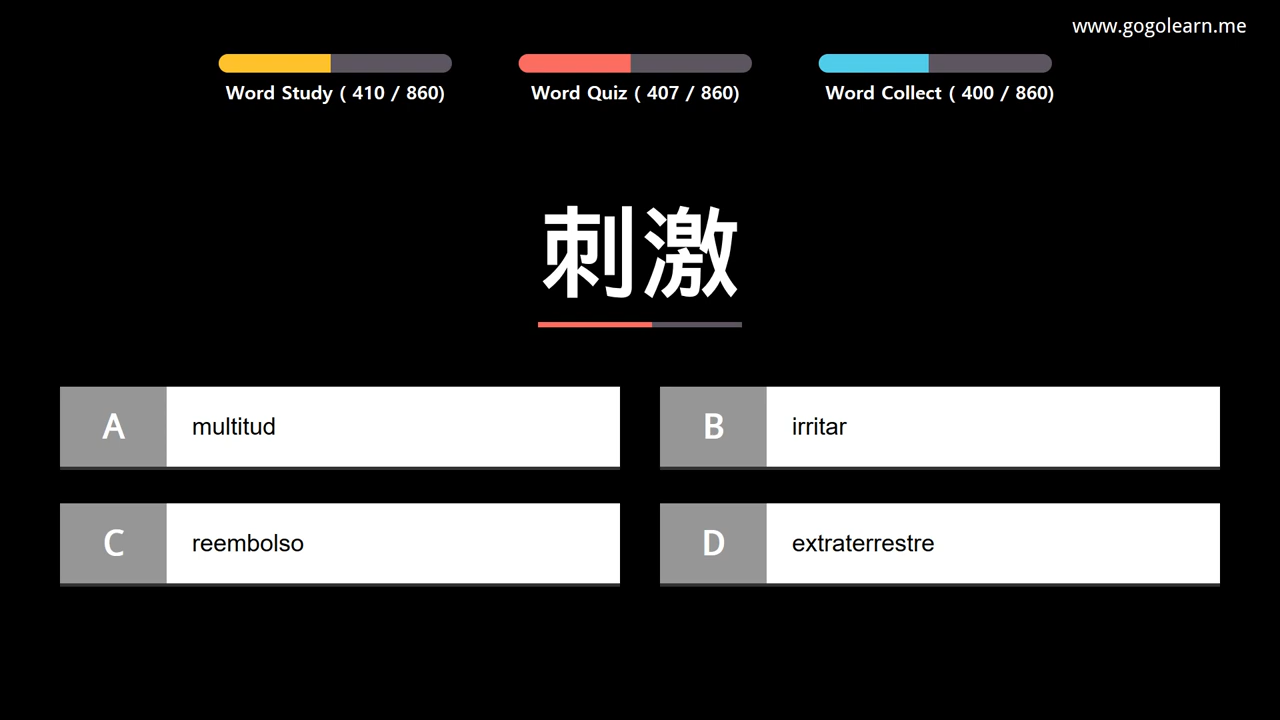 www.gogolearn.me
Word Study ( 410 / 860)
Word Quiz ( 407 / 860)
Word Collect ( 400 / 860)
刺激
A multitud
B irritar
C reembolso
D extraterrestre